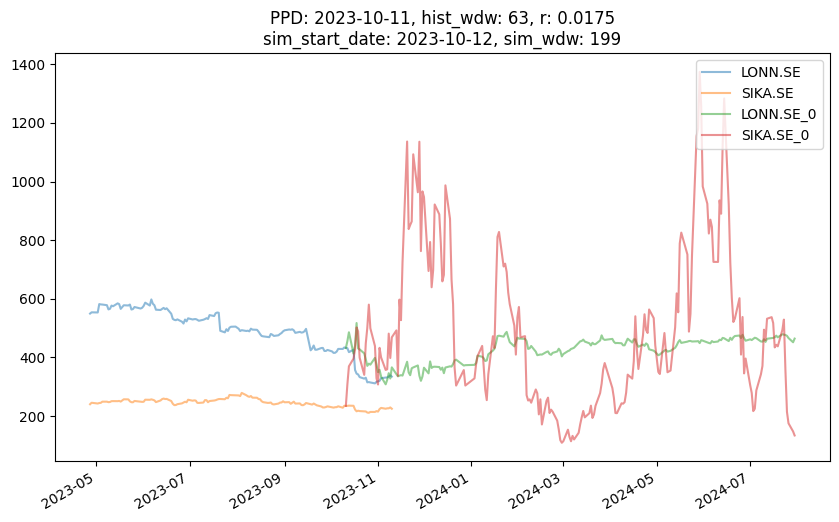 PPD: 2023-10-11, hist_wdw: 63, r: 0.0175
sim_start_date: 2023-10-12, sim_wdw: 199
1400
1200
1000
800
600
400
200
LONN.SE
SIKA.SE
LONN.SE_0
SIKA.SE_0
2023-05
2023-07
2023-09
2023-11
2024-01
2024-03
2024-05
2024-07